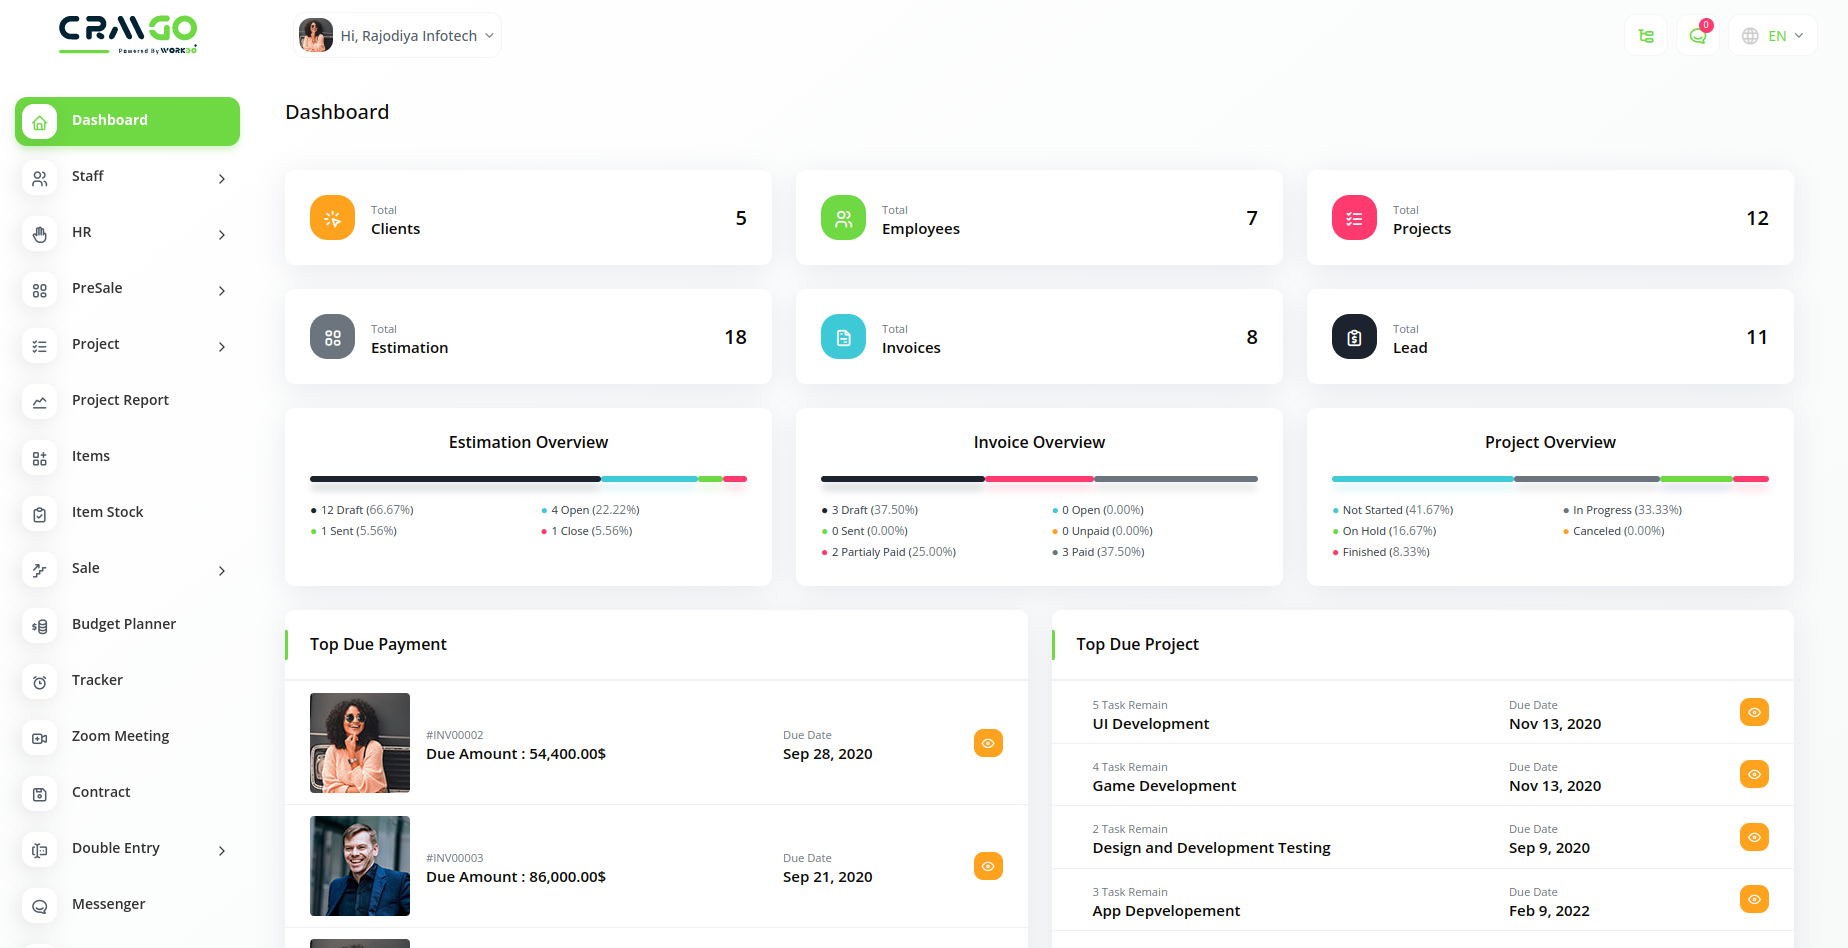 CRMGO
Powered By WORKDO
Hi, Rajodiya Infotech
0
EN
Dashboard
Staff
HR
PreSale
Project
Project Report
Items
Item Stock
Sale
Budget Planner
Tracker
Zoom Meeting
Contract
Double Entry
Messenger
Dashboard
Total
Clients
5
Total
Employees
7
Total
Projects
12
Total
Estimation
18
Total
Invoices
8
Total
Lead
11
Estimation Overview
12 Draft (66.67%)
4 Open (22.22%)
1 Sent (5.56%)
1 Close (5.56%)
Invoice Overview
3 Draft (37.50%)
0 Open (0.00%)
0 Sent (0.00%)
0 Unpaid (0.00%)
2 Partialy Paid (25.00%)
3 Paid (37.50%)
Project Overview
Not Started (41.67%)
In Progress (33.33%)
On Hold (16.67%)
Canceled (0.00%)
Finished (8.33%)
Top Due Payment
#INV00002
Due Amount : 54,400.00$
Due Date
Sep 28, 2020
#INV00003
Due Amount : 86,000.00$
Due Date
Sep 21, 2020
Top Due Project
5 Task Remain
UI Development
Due Date
Nov 13, 2020
4 Task Remain
Game Development
Due Date
Nov 13, 2020
2 Task Remain
Design and Development Testing
Due Date
Sep 9, 2020
3 Task Remain
App Depvelopement
Due Date
Feb 9, 2022